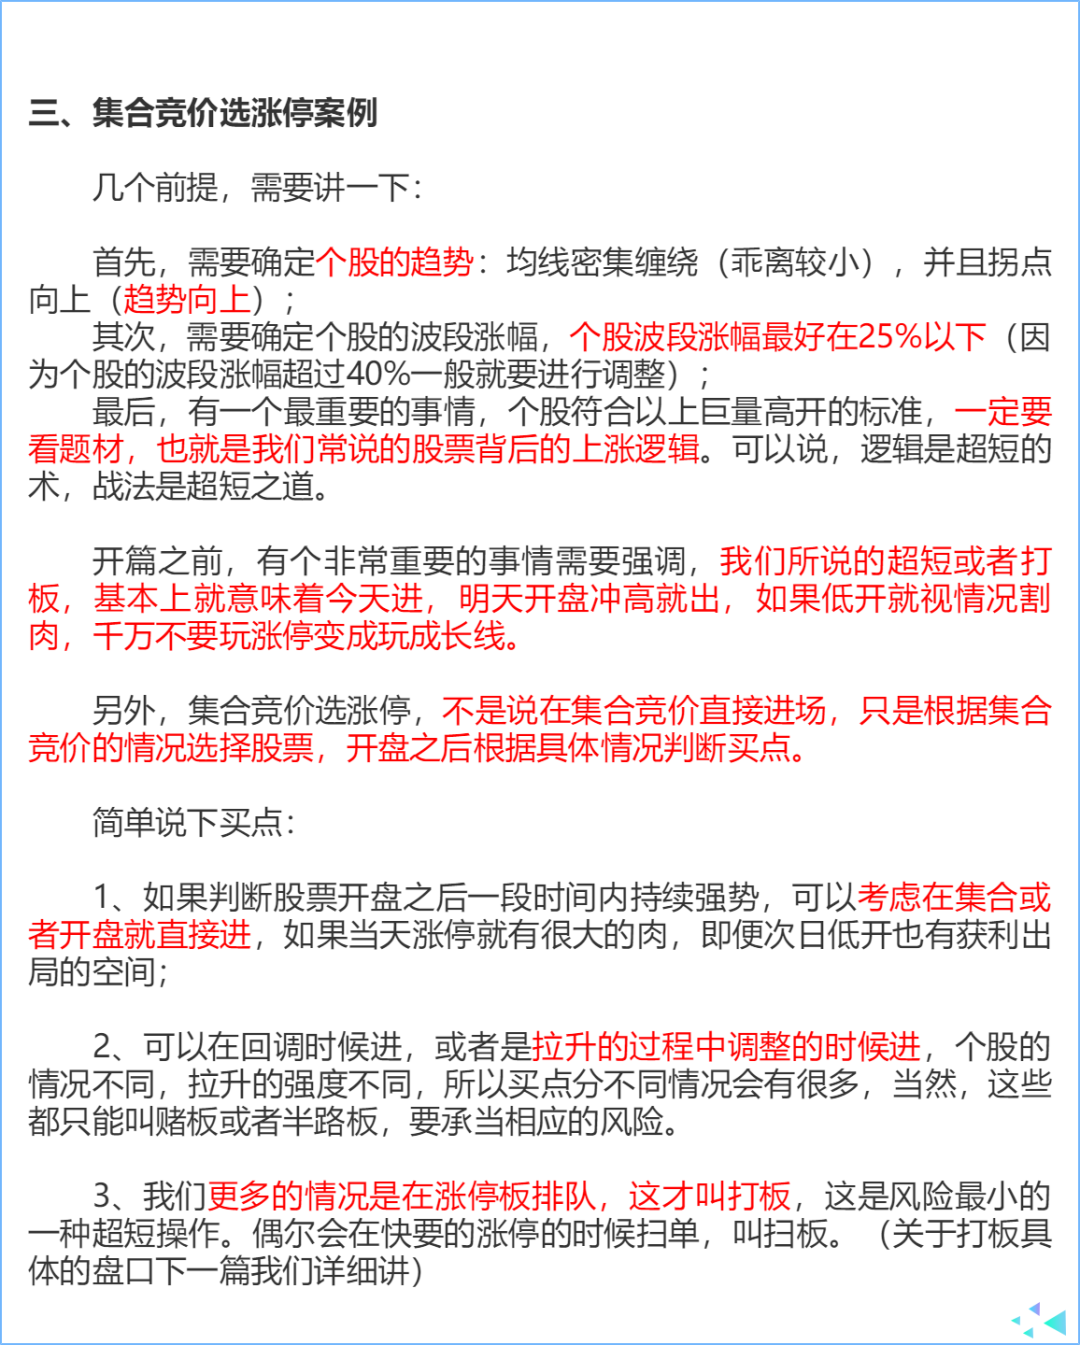 三、集合竞价选涨停案例
几个前提，需要讲一下：
首先，需要确定个股的趋势：均线密集缠绕（乖离较小），并且拐点
向上（趋势向上）；
其次，需要确定个股的波段涨幅，个股波段涨幅最好在25%以下（因
为个股的波段涨幅超过40%一般就要进行调整）；
最后，有一个最重要的事情，个股符合以上巨量高开的标准，一定要
看题材，也就是我们常说的股票背后的上涨逻辑。可以说，逻辑是超短的
术，战法是超短之道。
开篇之前，有个非常重要的事情需要强调，我们所说的超短或者打
板，基本上就意味着今天进，明天开盘冲高就出，如果低开就视情况割
肉，千万不要玩涨停变成玩成长线。
另外，集合竞价选涨停，不是说在集合竞价直接进场，只是根据集合
竞价的情况选择股票，开盘之后根据具体情况判断买点。
简单说下买点：
1、如果判断股票开盘之后一段时间内持续强势，可以考虑在集合或
者开盘就直接进，如果当天涨停就有很大的肉，即便次日低开也有获利出
局的空间；
2、可以在回调时候进，或者是拉升的过程中调整的时候进，个股的
情况不同，拉升的强度不同，所以买点分不同情况会有很多，当然，这些
都只能叫赌板或者半路板，要承当相应的风险。
3、我们更多的情况是在涨停板排队，这才叫打板，这是风险最小的
一种超短操作。偶尔会在快要的涨停的时候扫单，叫扫板。（关于打板具
体的盘口下一篇我们详细讲）